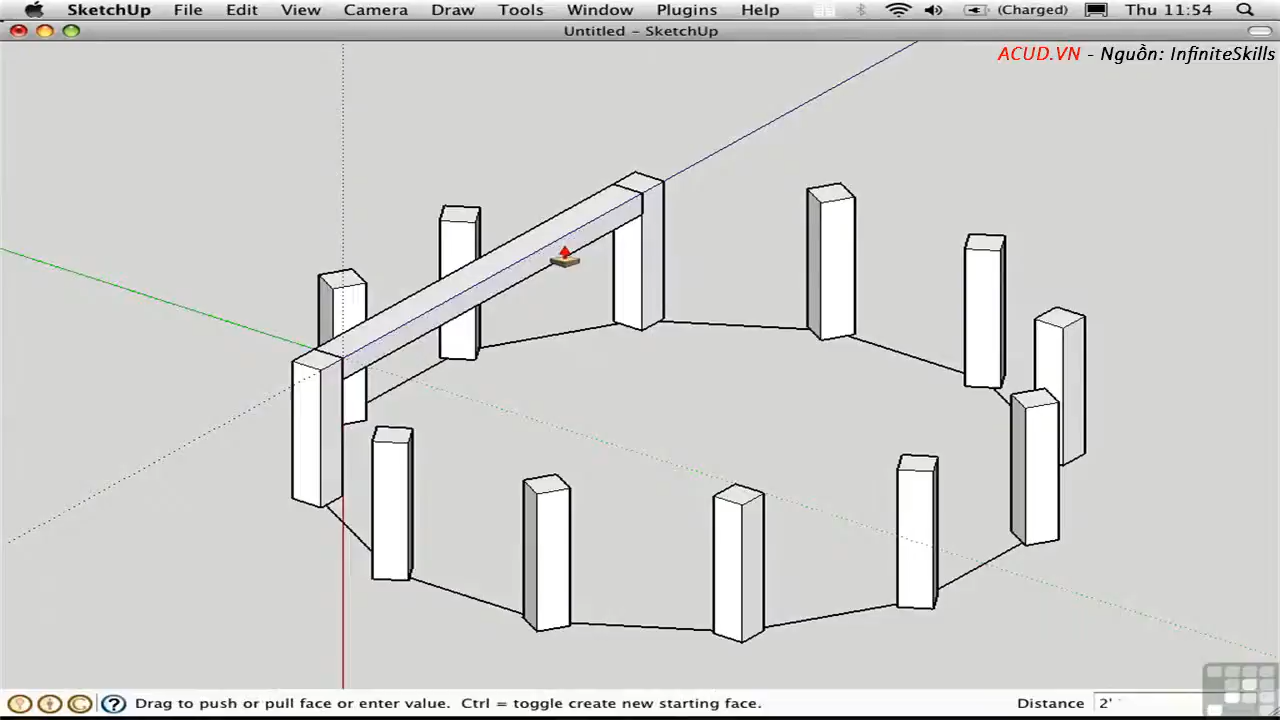 SketchUp File Edit View Camera Draw Tools Window Plugins Help (Charged) Thu 11:54
Untitled – SketchUp
ACUD.VN - Nguồn: InfiniteSkills
Drag to push or pull face or enter value. Ctrl = toggle create new starting face. Distance 2'